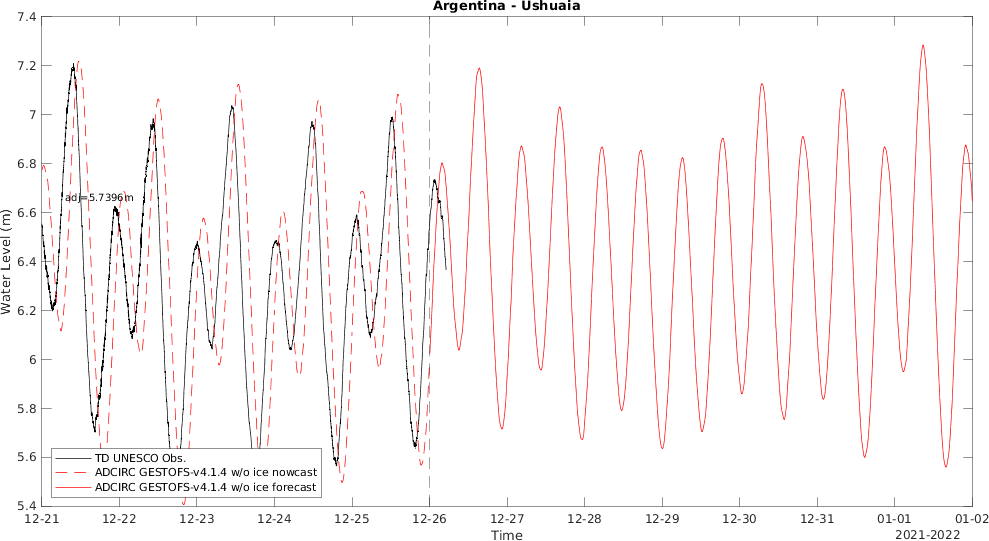 Argentina - Ushuaia
7.4
7.2
7
6.8
6.6
6.4
6.2
6
5.8
5.6
5.4
Water Level (m)
adj=5.7396m
TD UNESCO Obs.
ADCIRC GESTOFS-v4.1.4 w/o ice nowcast
ADCIRC GESTOFS-v4.1.4 w/o ice forecast
12-21 12-22 12-23 12-24 12-25 12-26 12-27 12-28 12-29 12-30 12-31 01-01 01-02
Time
2021-2022